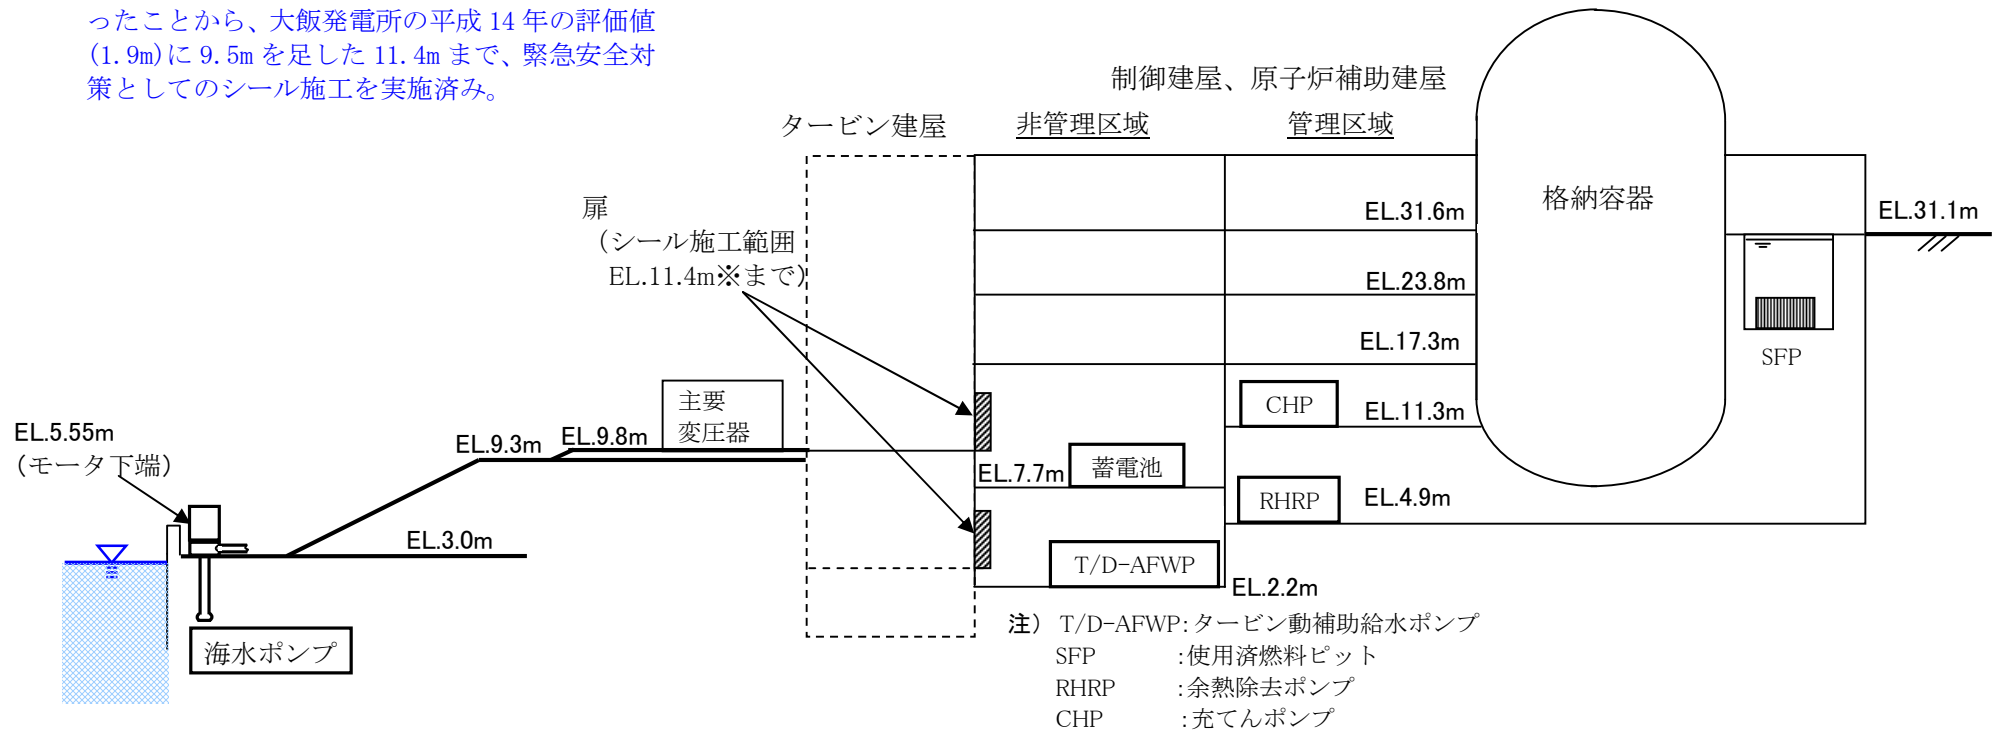 ったことから、大飯発電所の平成 14 年の評価値
(1.9m)に 9.5m を足した 11.4m まで、緊急安全対
策としてのシール施工を実施済み。
制御建屋、原子炉補助建屋
タービン建屋
非管理区域
管理区域
扉
（シール施工範囲
EL.11.4m※まで）
格納容器
EL.31.6m
EL.31.1m
EL.23.8m
EL.17.3m
SFP
主要
変圧器
CHP
EL.11.3m
EL.5.55m
（モータ下端）
EL.9.3m
EL.9.8m
EL.7.7m
蓄電池
RHRP
EL.4.9m
EL.3.0m
T/D-AFWP
EL.2.2m
海水ポンプ
注） T/D-AFWP:タービン動補助給水ポンプ
SFP :使用済燃料ピット
RHRP :余熱除去ポンプ
CHP :充てんポンプ